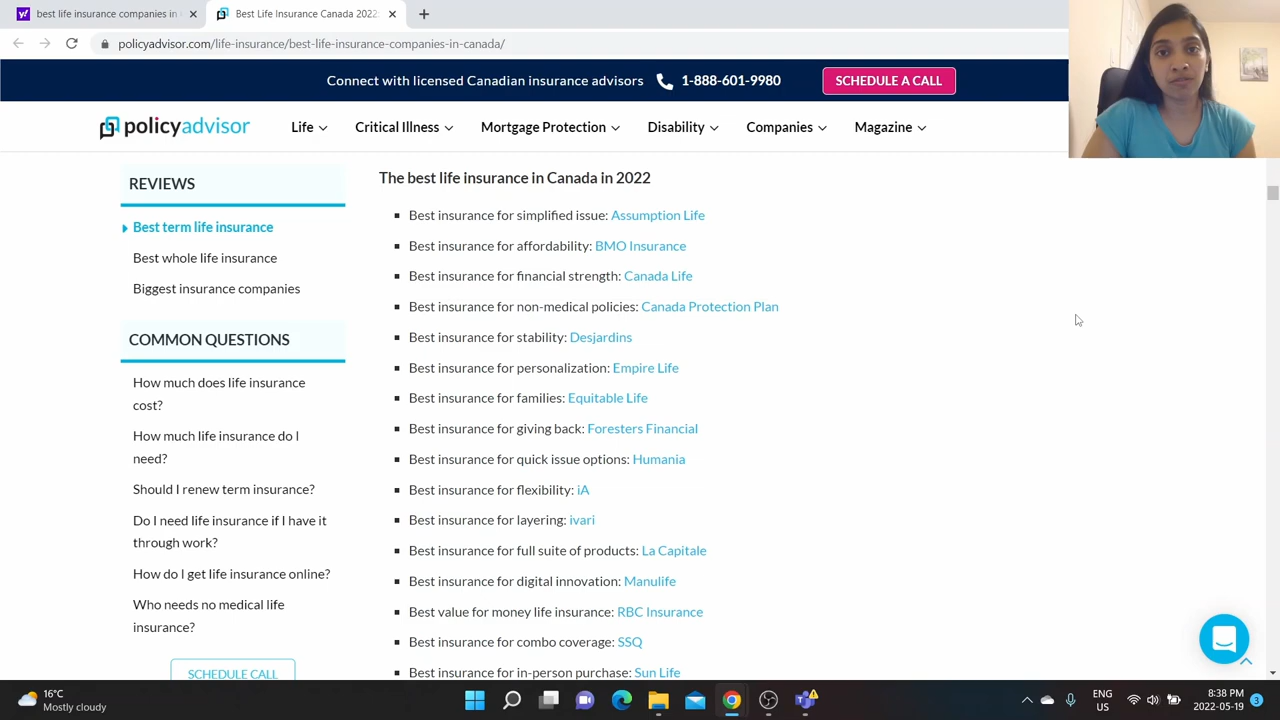 best life insurance companies in
Best Life Insurance Canada 2022
policyadvisor.com/life-insurance/best-life-insurance-companies-in-canada/
Connect with licensed Canadian insurance advisors 1-888-601-9980 SCHEDULE A CALL
policyadvisor Life Critical Illness Mortgage Protection Disability Companies Magazine
REVIEWS
Best term life insurance
Best whole life insurance
Biggest insurance companies
COMMON QUESTIONS
How much does life insurance
cost?
How much life insurance do I
need?
Should I renew term insurance?
Do I need life insurance if I have it
through work?
How do I get life insurance online?
Who needs no medical life
insurance?
SCHEDULE CALL
The best life insurance in Canada in 2022
Best insurance for simplified issue: Assumption Life
Best insurance for affordability: BMO Insurance
Best insurance for financial strength: Canada Life
Best insurance for non-medical policies: Canada Protection Plan
Best insurance for stability: Desjardins
Best insurance for personalization: Empire Life
Best insurance for families: Equitable Life
Best insurance for giving back: Foresters Financial
Best insurance for quick issue options: Humania
Best insurance for flexibility: iA
Best insurance for layering: ivari
Best insurance for full suite of products: La Capitale
Best insurance for digital innovation: Manulife
Best value for money life insurance: RBC Insurance
Best insurance for combo coverage: SSQ
Best insurance for in-person purchase: Sun Life
16°C
Mostly cloudy
ENG
US
8:38 PM
2022-05-19
3